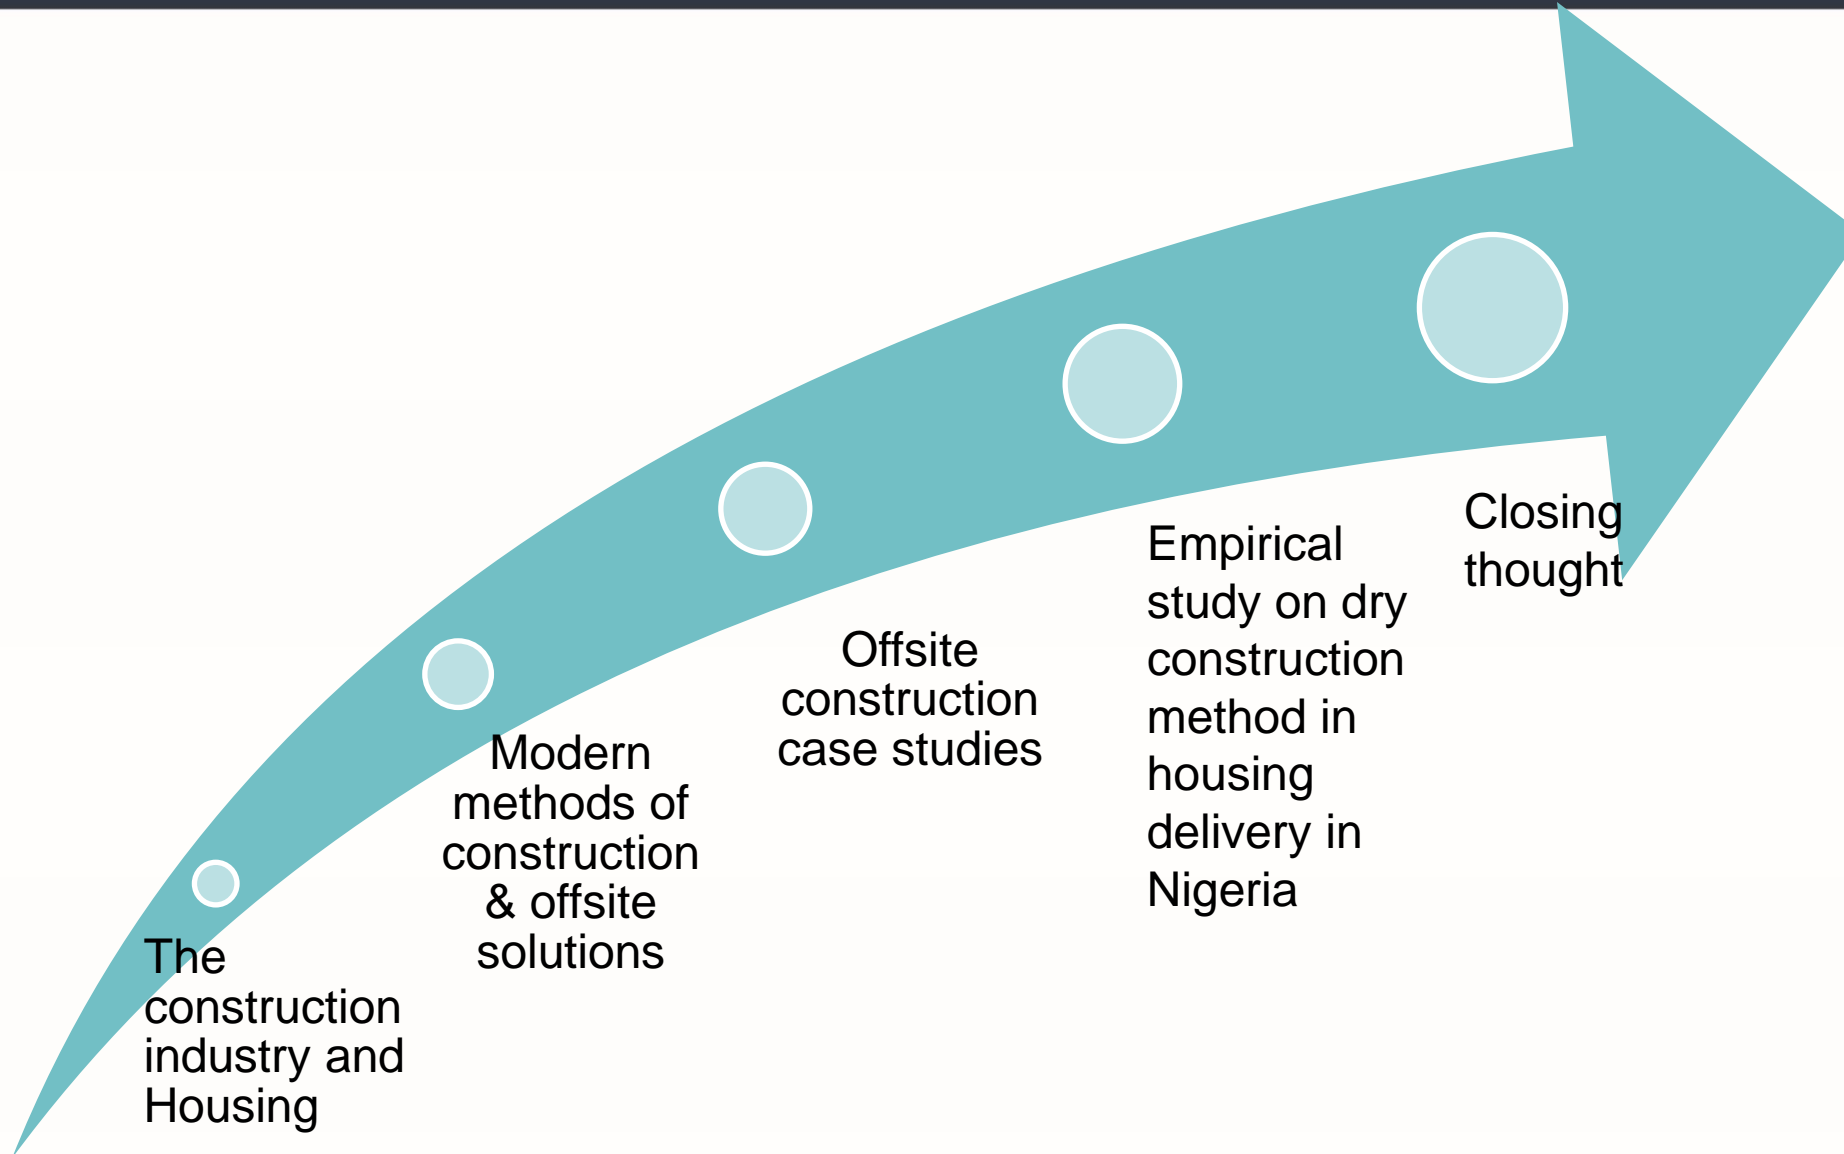 The
construction
industry and
Housing
Modern
methods of
construction
& offsite
solutions
Offsite
construction
case studies
Empirical
study on dry
construction
method in
housing
delivery in
Nigeria
Closing
thought